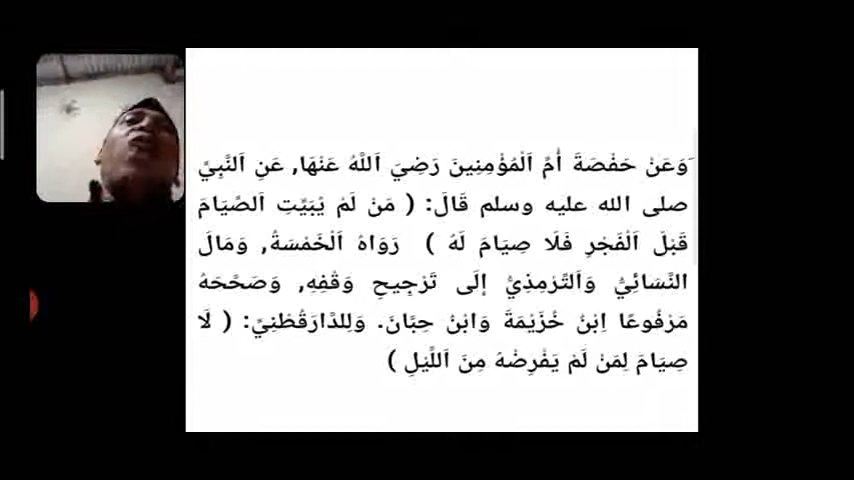 وَعَنْ حَفْصَةَ أُمِّ اَلْمُؤْمِنِينَ رَضِيَ اَللَّهُ عَنْهَا, عَنِ اَلنَّبِيِّ
صلى الله عليه وسلم قَالَ: ( مَنْ لَمْ يُبَيِّتِ اَلصِّيَامَ
قَبْلَ اَلْفَجْرِ فَلَا صِيَامَ لَهُ ) رَوَاهُ اَلْخَمْسَةُ, وَمَالَ
النَّسَائِيُّ وَاَلتِّرْمِذِيُّ إِلَى تَرْجِيحِ وَقْفِهِ, وَصَحَّحَهُ
مَرْفُوعًا اِبْنُ خُزَيْمَةَ وَابْنُ حِبَّانَ. وَلِلدَّارَقُطْنِيِّ: ( لَا
صِيَامَ لِمَنْ لَمْ يَفْرِضْهُ مِنَ اَللَّيْلِ )